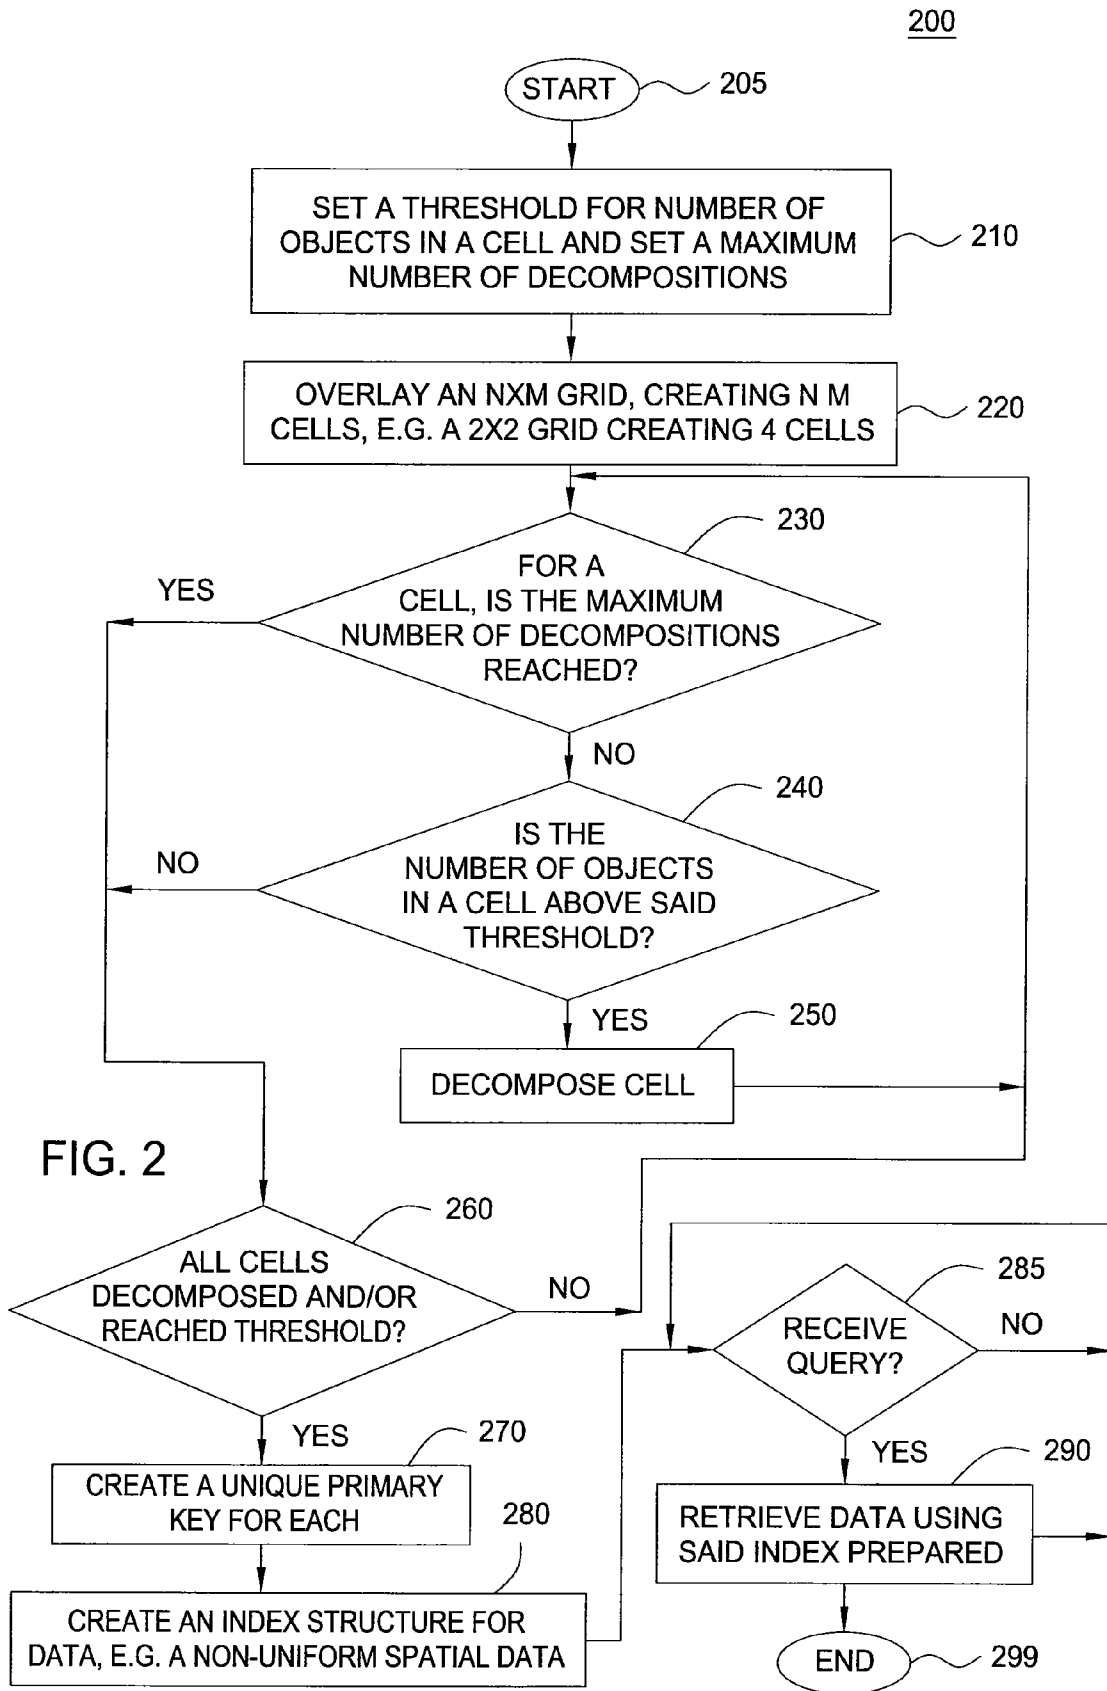 200
START
205
SET A THRESHOLD FOR NUMBER OF
OBJECTS IN A CELL AND SET A MAXIMUM
NUMBER OF DECOMPOSITIONS
210
OVERLAY AN NXM GRID, CREATING N M
CELLS, E.G. A 2X2 GRID CREATING 4 CELLS
220
230
FOR A
CELL, IS THE MAXIMUM
NUMBER OF DECOMPOSITIONS
REACHED?
YES
NO
240
IS THE
NUMBER OF OBJECTS
IN A CELL ABOVE SAID
THRESHOLD?
NO
YES
250
DECOMPOSE CELL
FIG. 2
260
ALL CELLS
DECOMPOSED AND/OR
REACHED THRESHOLD?
NO
YES
270
CREATE A UNIQUE PRIMARY
KEY FOR EACH
280
CREATE AN INDEX STRUCTURE FOR
DATA, E.G. A NON-UNIFORM SPATIAL DATA
285
RECEIVE
QUERY?
NO
YES
290
RETRIEVE DATA USING
SAID INDEX PREPARED
END
299